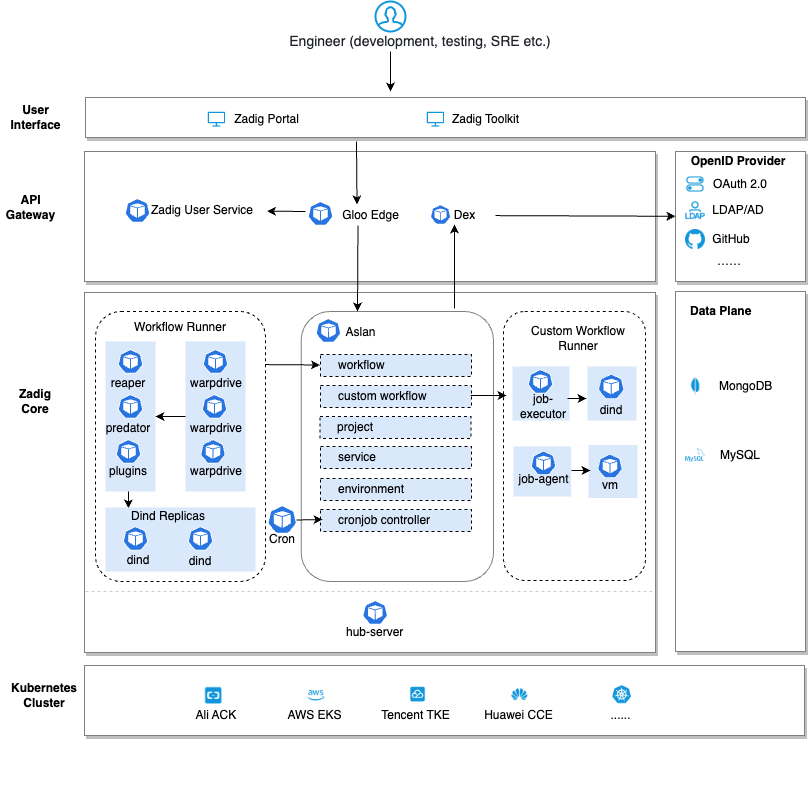 Engineer (development, testing, SRE etc.)
User
Interface
Zadig Portal
Zadig Toolkit
API
Gateway
Zadig User Service
Gloo Edge
Dex
OpenID Provider
OAuth 2.0
LDAP
LDAP/AD
GitHub
......
Zadig
Core
Workflow Runner
reaper
predator
plugins
warpdrive
warpdrive
warpdrive
Dind Replicas
dind
dind
Cron
Aslan
workflow
custom workflow
project
service
environment
cronjob controller
Custom Workflow
Runner
job-
executor
dind
job-agent
vm
hub-server
Data Plane
MongoDB
MySQL
MySQL
Kubernetes
Cluster
Ali ACK
aws
AWS EKS
Tencent TKE
Huawei CCE
......